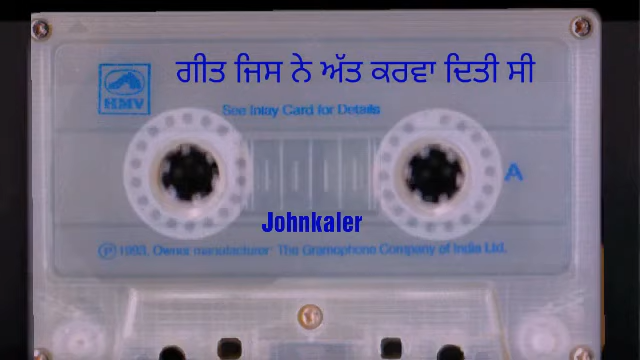 ਗੀਤ ਜਿਸ ਨੇ ਅੱਤ ਕਰਵਾ ਦਿਤੀ ਸੀ
HMV
See Inlay Card for Details
A
Johnkaler
Ⓟ 1993, Owner manufacturer: The Gramophone Company of India Ltd.